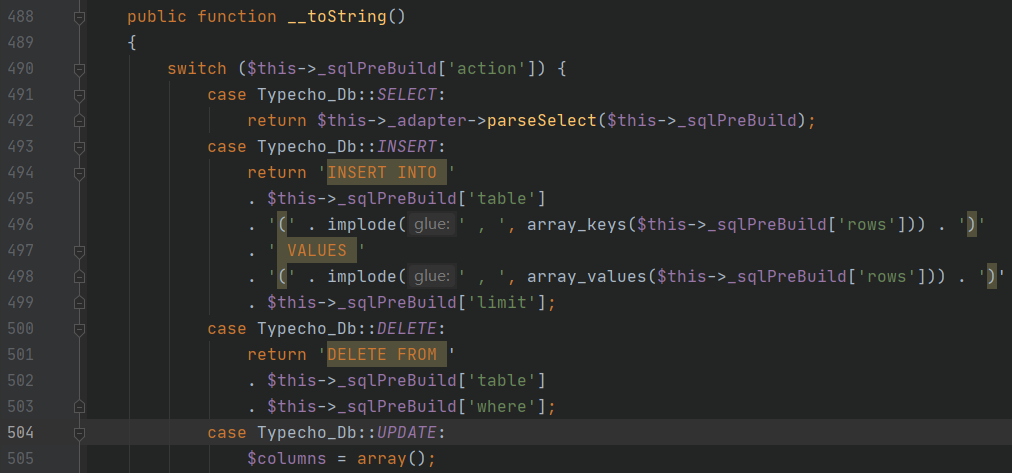 488 public function __toString()
489 {
490 switch ($this->_sqlPreBuild['action']) {
491 case Typecho_Db::SELECT:
492 return $this->_adapter->parseSelect($this->_sqlPreBuild);
493 case Typecho_Db::INSERT:
494 return 'INSERT INTO '
495 . $this->_sqlPreBuild['table']
496 . '(' . implode( glue: ' , ', array_keys($this->_sqlPreBuild['rows'])) . ')'
497 . ' VALUES '
498 . '(' . implode( glue: ' , ', array_values($this->_sqlPreBuild['rows'])) . ')'
499 . $this->_sqlPreBuild['limit'];
500 case Typecho_Db::DELETE:
501 return 'DELETE FROM '
502 . $this->_sqlPreBuild['table']
503 . $this->_sqlPreBuild['where'];
504 case Typecho_Db::UPDATE:
505 $columns = array();